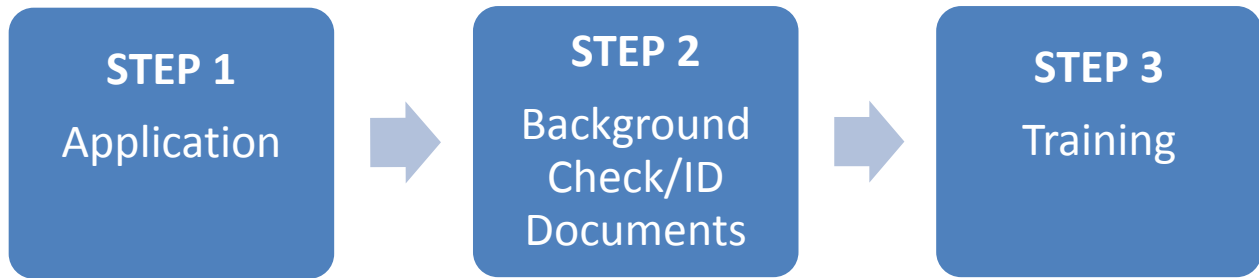 STEP 1
Application
STEP 2
Background
Check/ID
Documents
STEP 3
Training